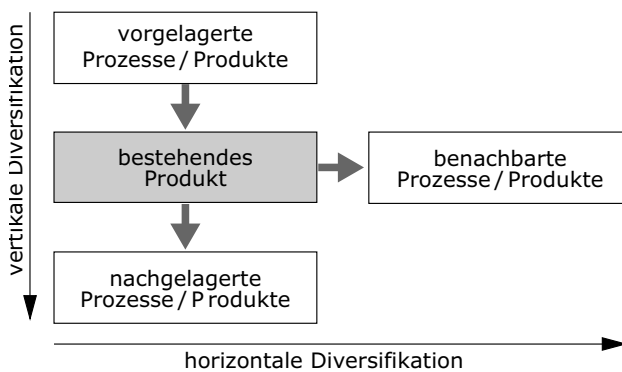 vertikale Diversifikation
vorgelagerte
Prozesse/Produkte
bestehendes
Produkt
benachbarte
Prozesse/Produkte
nachgelagerte
Prozesse/Produkte
horizontale Diversifikation